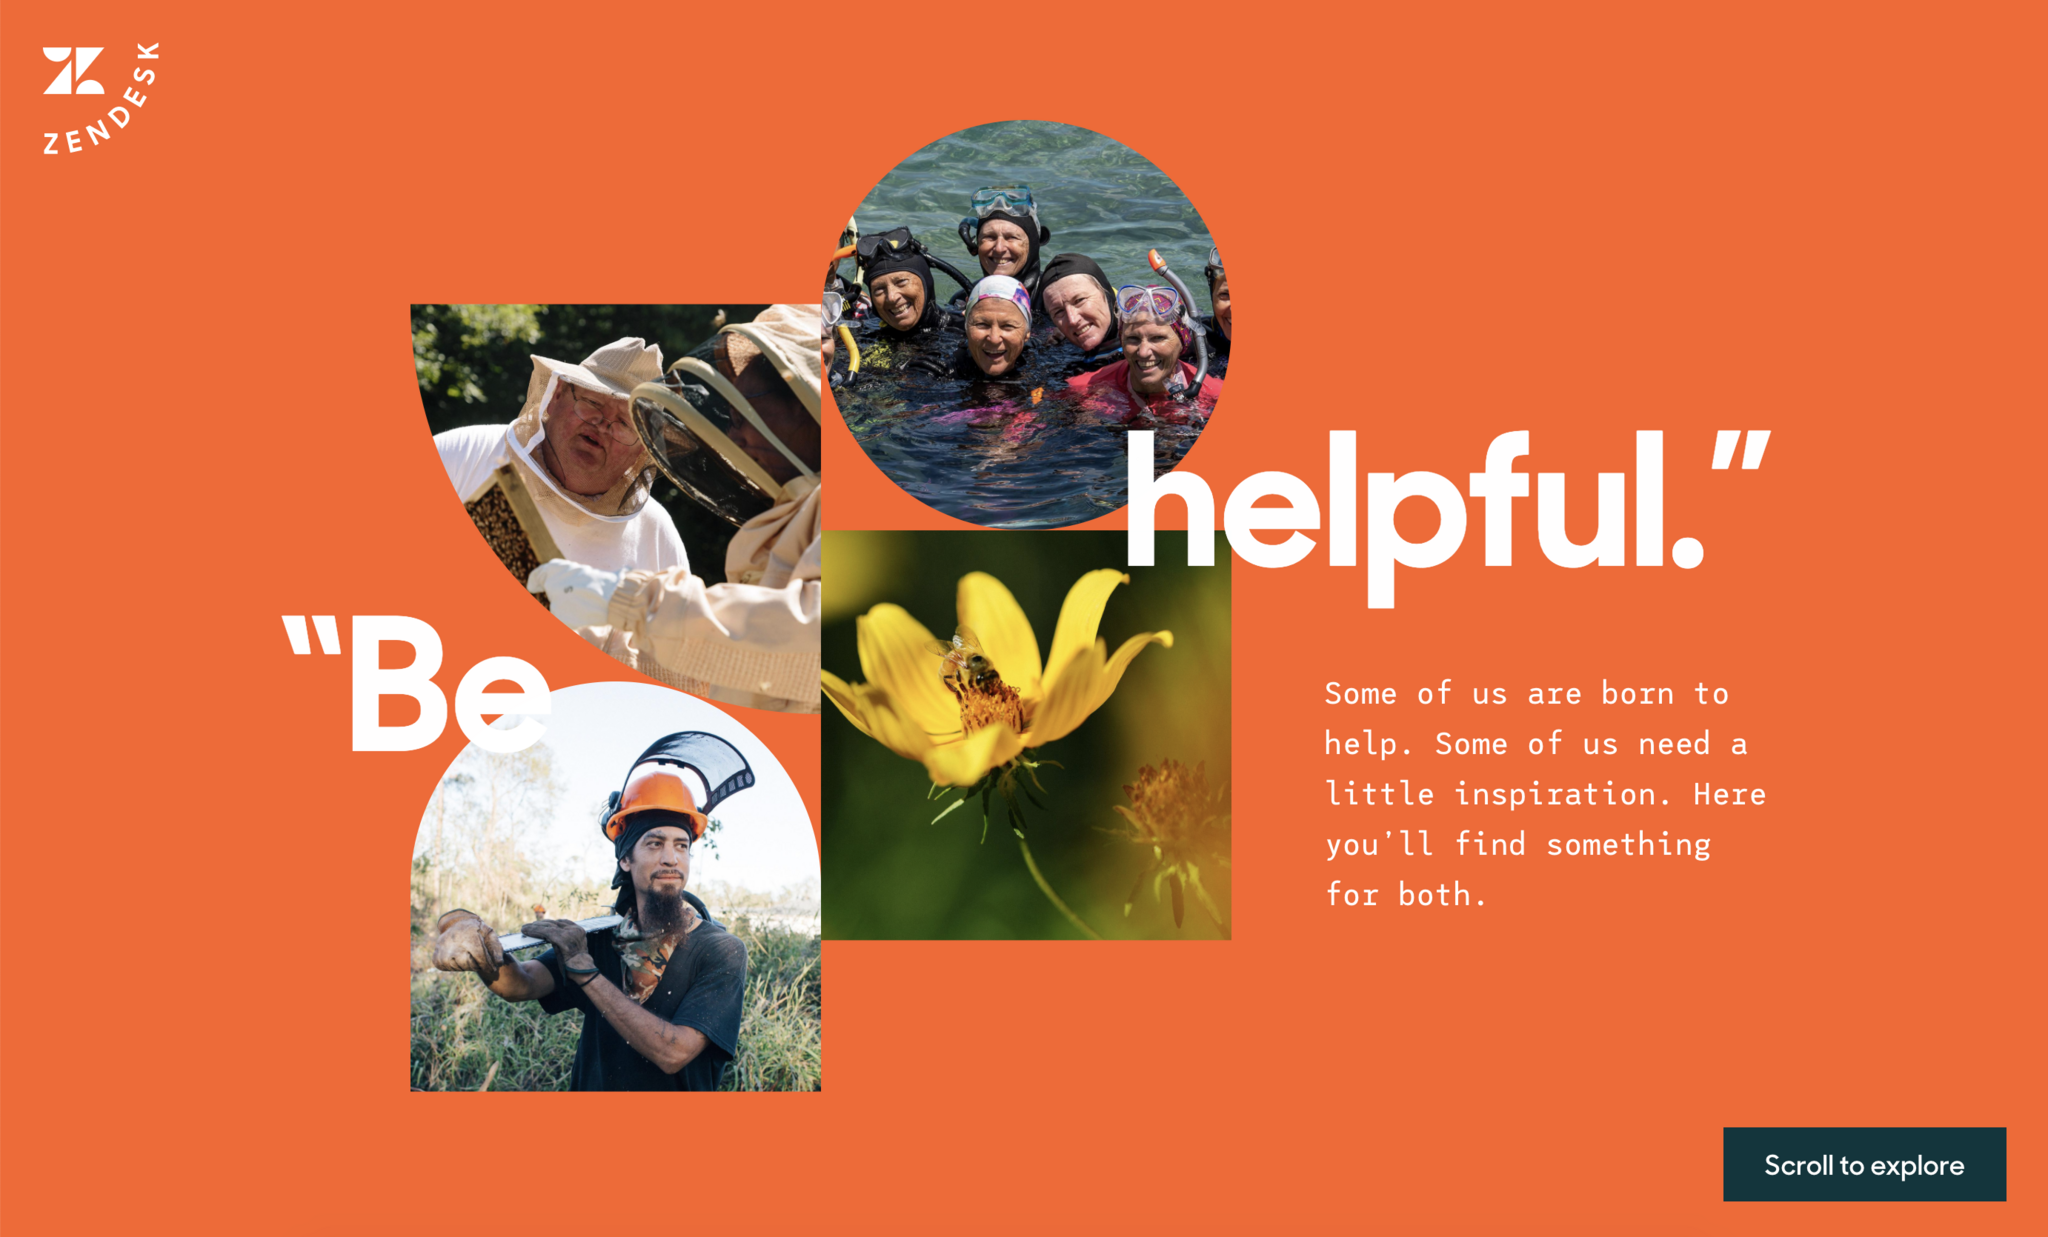 ZENDESK
“Be
helpful.”
Some of us are born to
help. Some of us need a
little inspiration. Here
you'll find something
for both.
Scroll to explore